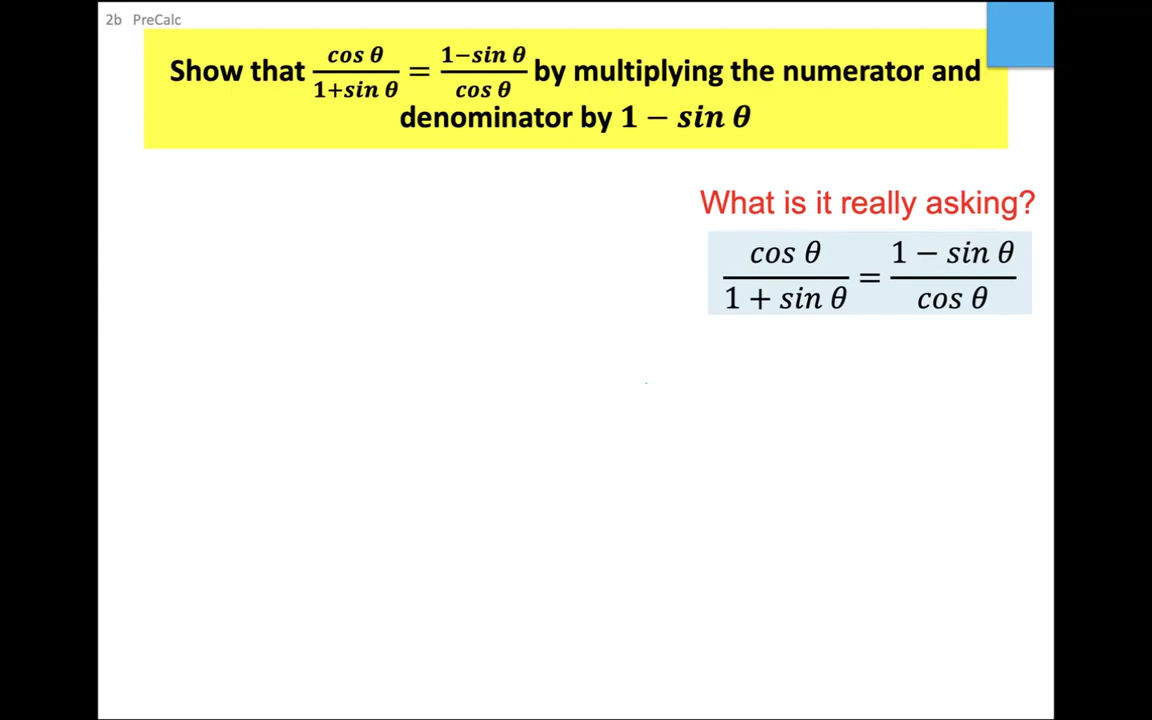 2b PreCalc
Show that cos θ / 1+sin θ = 1−sin θ / cos θ by multiplying the numerator and
denominator by 1 − sin θ
What is it really asking?
cos θ / 1 + sin θ = 1 − sin θ / cos θ